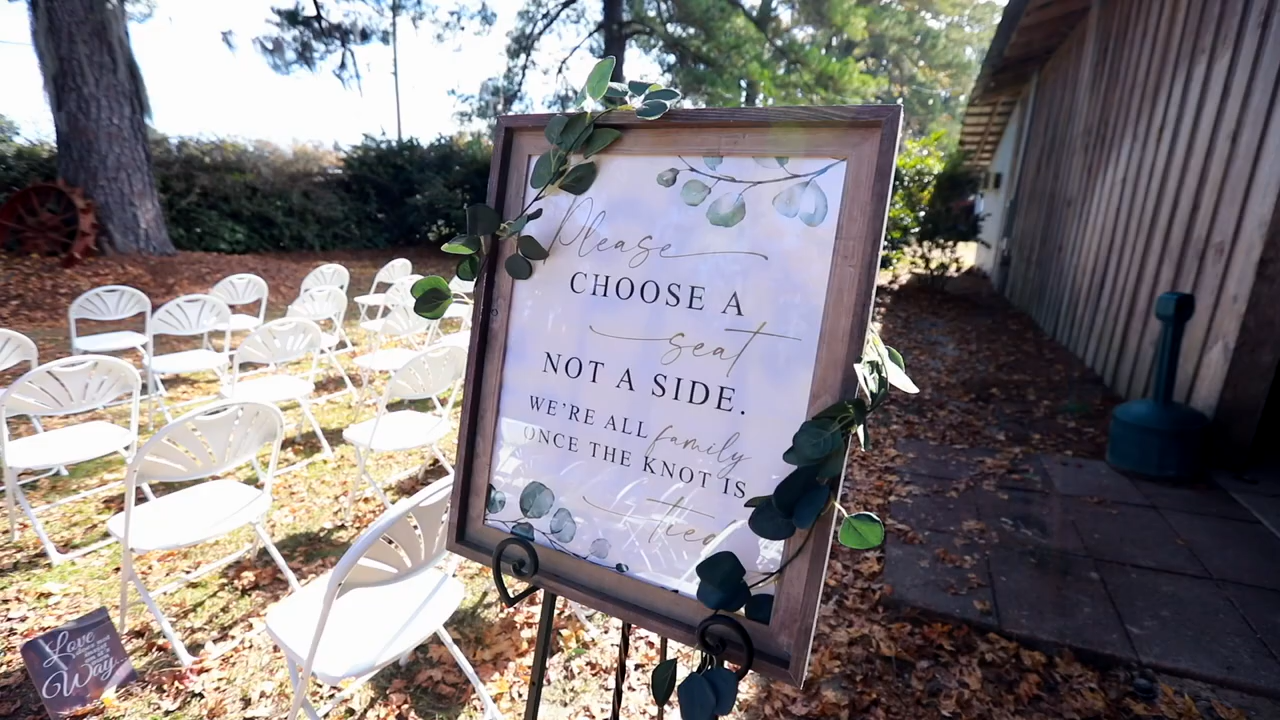 Please
CHOOSE A
seat
NOT A SIDE.
WE'RE ALL family
ONCE THE KNOT IS
tied
Love
Way...